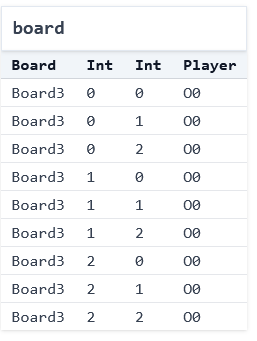 board
Board Int Int Player
Board3 0 0 O0
Board3 0 1 O0
Board3 0 2 O0
Board3 1 0 O0
Board3 1 1 O0
Board3 1 2 O0
Board3 2 0 O0
Board3 2 1 O0
Board3 2 2 O0